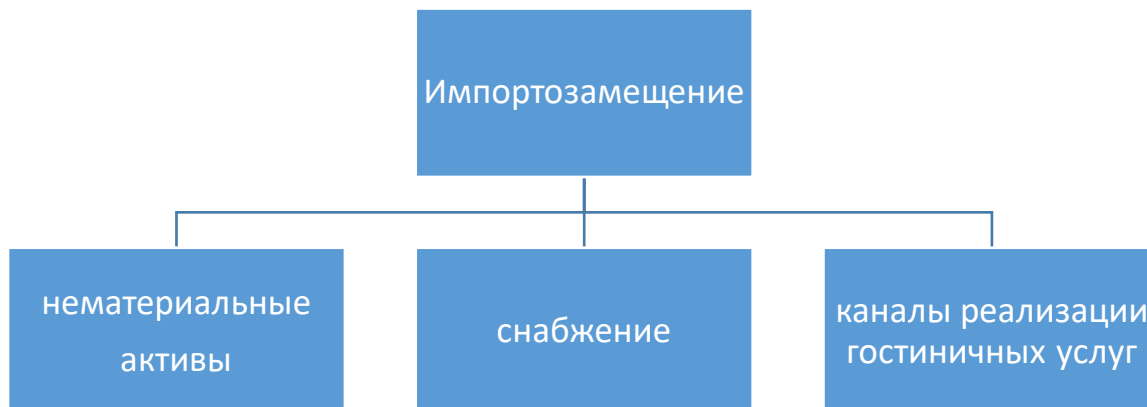 Импортозамещение
нематериальные
активы
снабжение
каналы реализации
гостиничных услуг